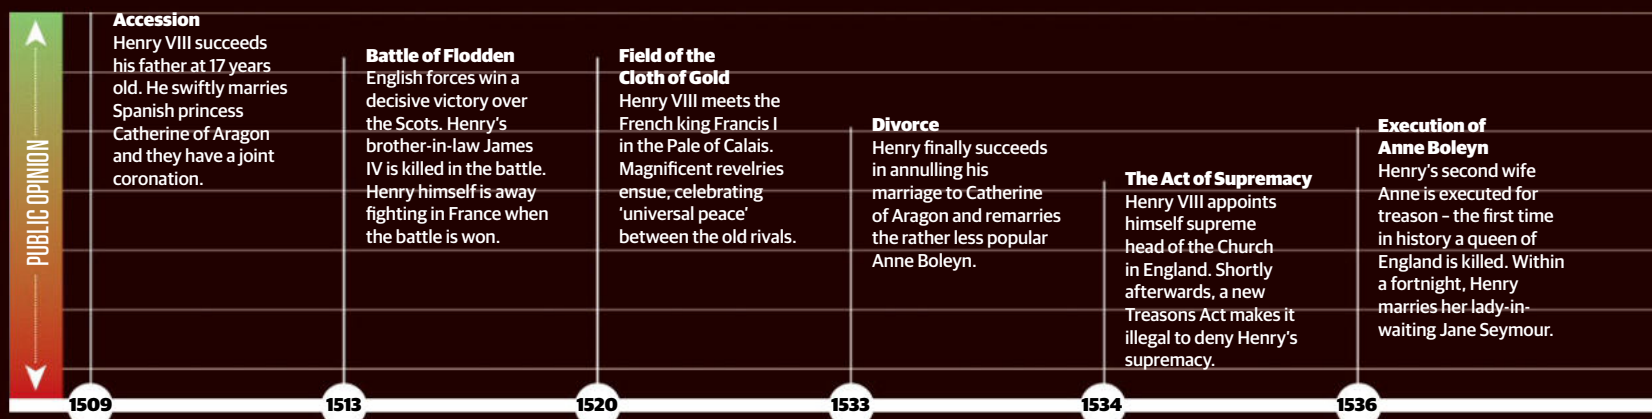 PUBLIC OPINION
Accession
Henry VIII succeeds
his father at 17 years
old. He swiftly marries
Spanish princess
Catherine of Aragon
and they have a joint
coronation.
Battle of Flodden
English forces win a
decisive victory over
the Scots. Henry's
brother-in-law James
IV is killed in the battle.
Henry himself is away
fighting in France when
the battle is won.
Field of the
Cloth of Gold
Henry VIII meets the
French king Francis I
in the Pale of Calais.
Magnificent revelries
ensue, celebrating
‘universal peace’
between the old rivals.
Divorce
Henry finally succeeds
in annulling his
marriage to Catherine
of Aragon and remarries
the rather less popular
Anne Boleyn.
The Act of Supremacy
Henry VIII appoints
himself supreme
head of the Church
in England. Shortly
afterwards, a new
Treasons Act makes it
illegal to deny Henry's
supremacy.
Execution of
Anne Boleyn
Henry's second wife
Anne is executed for
treason – the first time
in history a queen of
England is killed. Within
a fortnight, Henry
marries her lady-in-
waiting Jane Seymour.
1509
1513
1520
1533
1534
1536